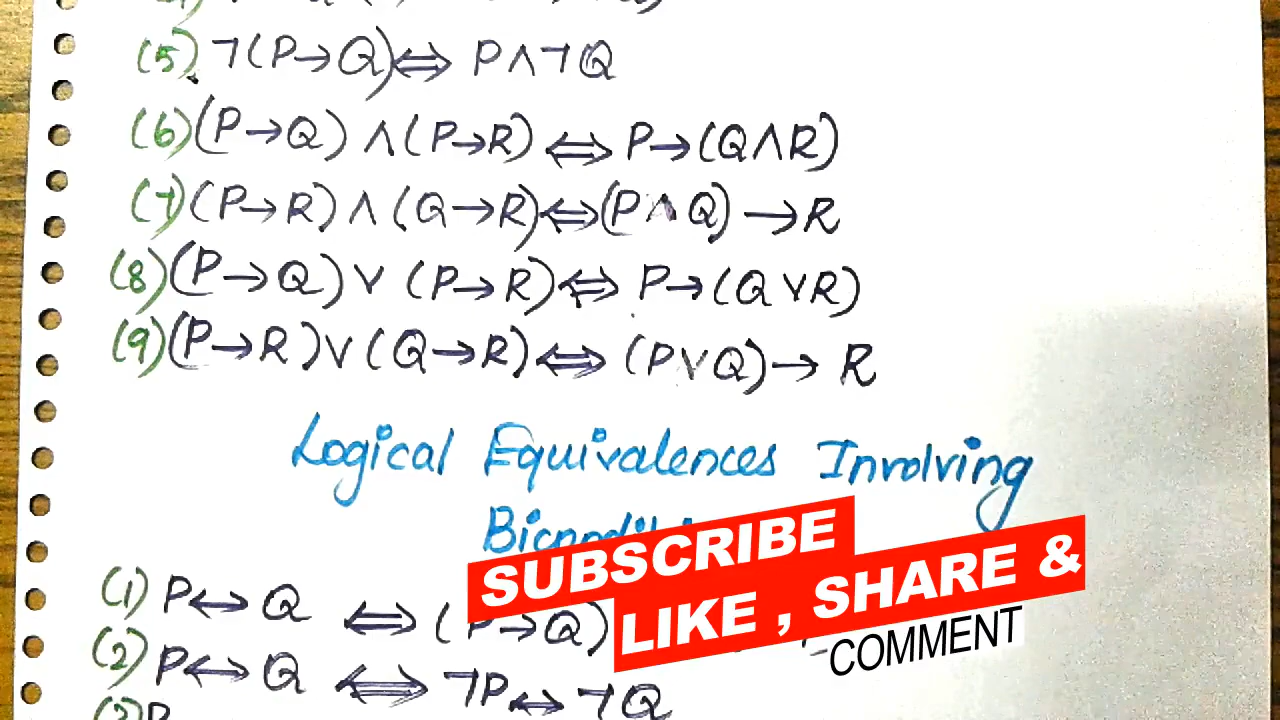 (5) ¬(P→Q)⇔ P∧¬Q
(6) (P→Q) ∧ (P→R) ⇔ P→(Q∧R)
(7) (P→R) ∧ (Q→R)⇔(P∧Q) →R
(8) (P→Q) ∨ (P→R)⇔ P→(Q∨R)
(9) (P→R)∨(Q→R) ⇔ (P∨Q)→ R
Logical Equivalences Involving
SUBSCRIBE
LIKE , SHARE &
COMMENT
(1) P↔Q ⇔ (P→Q)
(2) P↔Q ⇔ ¬P↔¬Q